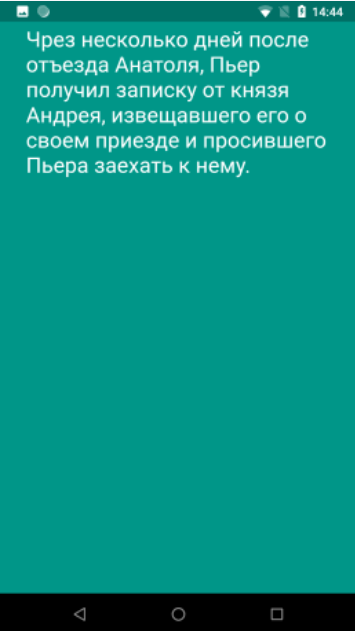 14:44
Чрез несколько дней после
отъезда Анатоля, Пьер
получил записку от князя
Андрея, извещавшего его о
своем приезде и просившего
Пьера заехать к нему.